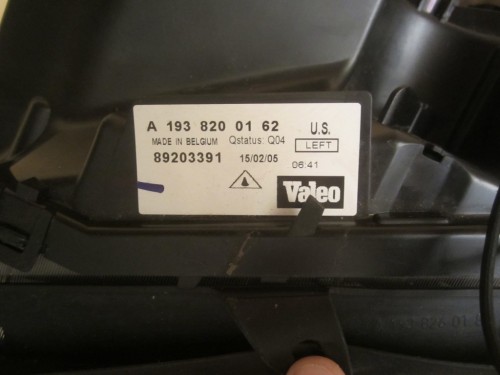 A 193 820 01 62 U.S.
MADE IN BELGIUM Qstatus: Q04 LEFT
89203391 15/02/05 06:41
Valeo